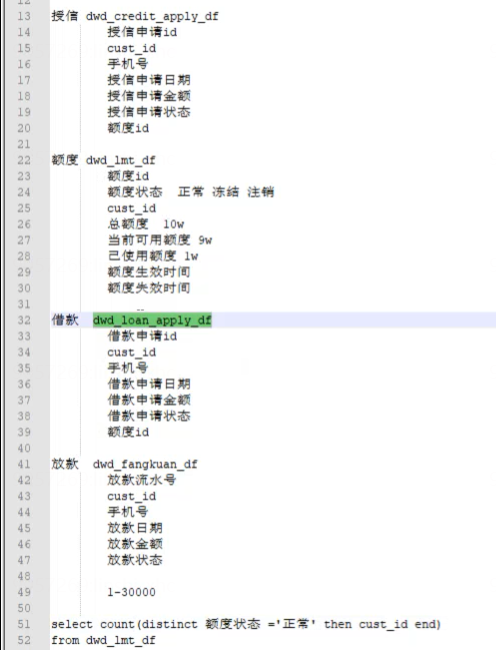 12
13 授信 dwd_credit_apply_df
14 授信申请id
15 cust_id
16 手机号
17 授信申请日期
18 授信申请金额
19 授信申请状态
20 额度id
21
22 额度 dwd_lmt_df
23 额度id
24 额度状态 正常 冻结 注销
25 cust_id
26 总额度 10w
27 当前可用额度 9w
28 已使用额度 1w
29 额度生效时间
30 额度失效时间
31
32 借款 dwd_loan_apply_df
33 借款申请id
34 cust_id
35 手机号
36 借款申请日期
37 借款申请金额
38 借款申请状态
39 额度id
40
41 放款 dwd_fangkuan_df
42 放款流水号
43 cust_id
44 手机号
45 放款日期
46 放款金额
47 放款状态
48
49 1-30000
50
51 select count(distinct 额度状态 ='正常' then cust_id end)
52 from dwd_lmt_df